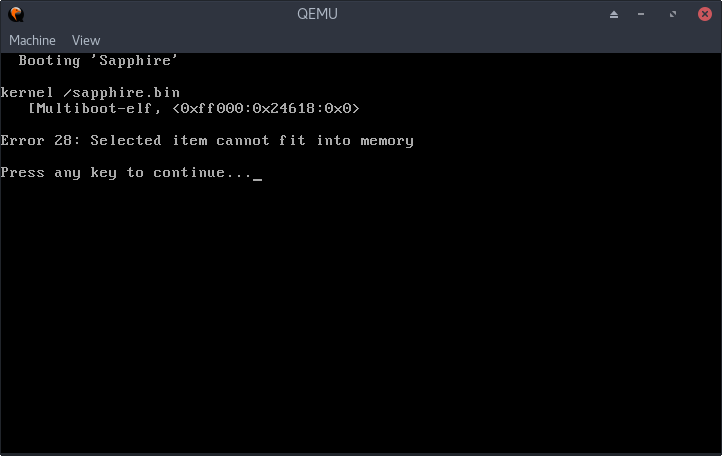 QEMU
Machine View
Booting 'Sapphire'
kernel /sapphire.bin
[Multiboot-elf, <0xff000:0x24618:0x0>
Error 28: Selected item cannot fit into memory
Press any key to continue..._